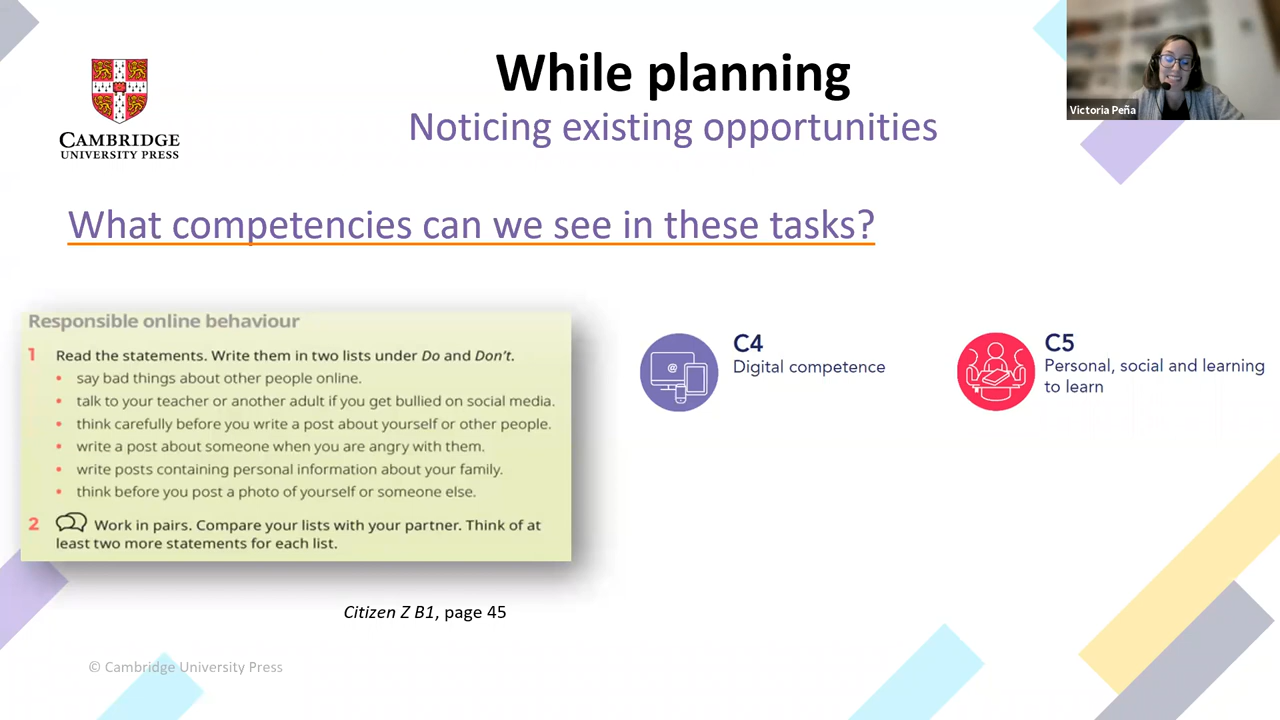 While planning
Noticing existing opportunities
CAMBRIDGE
UNIVERSITY PRESS
Victoria Peña
What competencies can we see in these tasks?
Responsible online behaviour
1 Read the statements. Write them in two lists under Do and Don't.
• say bad things about other people online.
• talk to your teacher or another adult if you get bullied on social media.
• think carefully before you write a post about yourself or other people.
• write a post about someone when you are angry with them.
• write posts containing personal information about your family.
• think before you post a photo of yourself or someone else.
2 Work in pairs. Compare your lists with your partner. Think of at
least two more statements for each list.
C4
Digital competence
C5
Personal, social and learning
to learn
@
Citizen Z B1, page 45
© Cambridge University Press